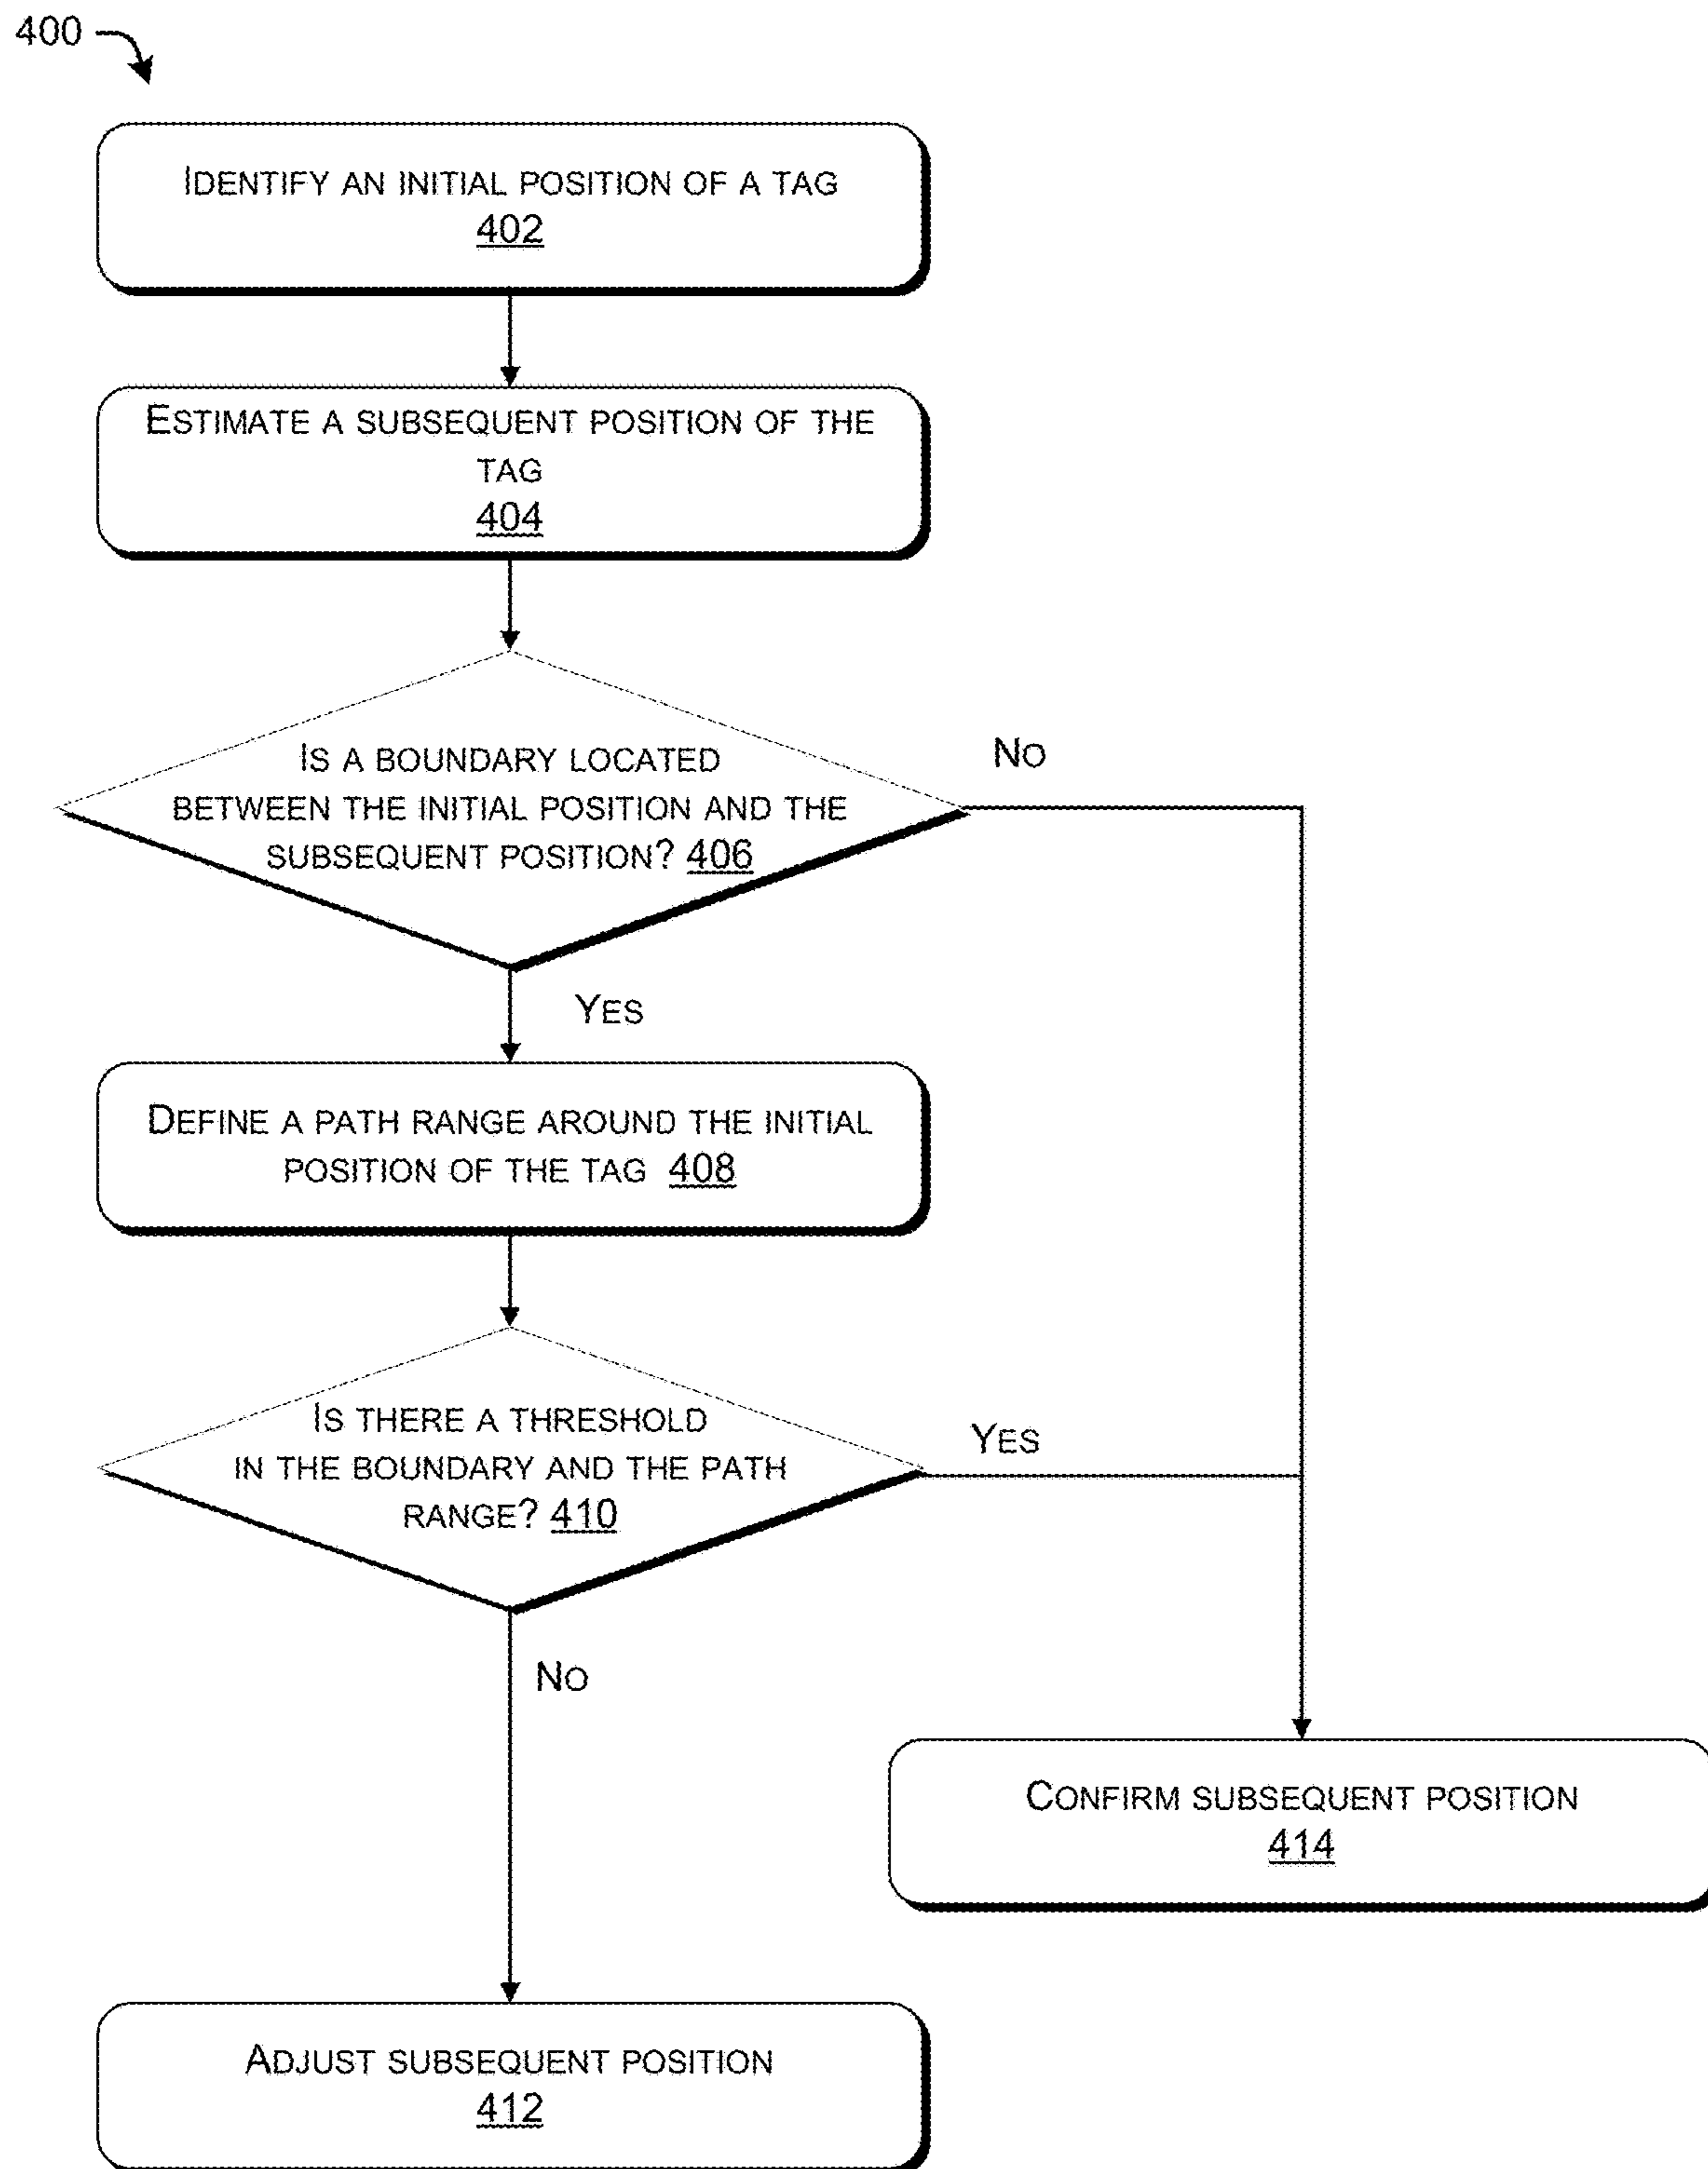 400
IDENTIFY AN INITIAL POSITION OF A TAG
402
ESTIMATE A SUBSEQUENT POSITION OF THE
TAG
404
IS A BOUNDARY LOCATED
BETWEEN THE INITIAL POSITION AND THE
SUBSEQUENT POSITION? 406
NO
YES
DEFINE A PATH RANGE AROUND THE INITIAL
POSITION OF THE TAG 408
IS THERE A THRESHOLD
IN THE BOUNDARY AND THE PATH
RANGE? 410
YES
NO
CONFIRM SUBSEQUENT POSITION
414
ADJUST SUBSEQUENT POSITION
412